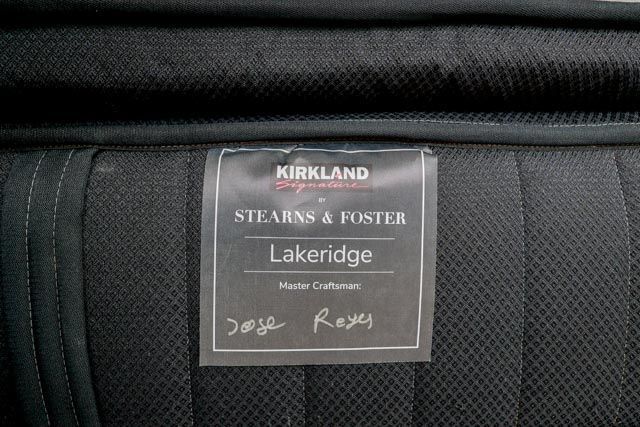 KIRKLAND
Signature
BY
STEARNS & FOSTER
Lakeridge
Master Craftsman:
Jose Reyes